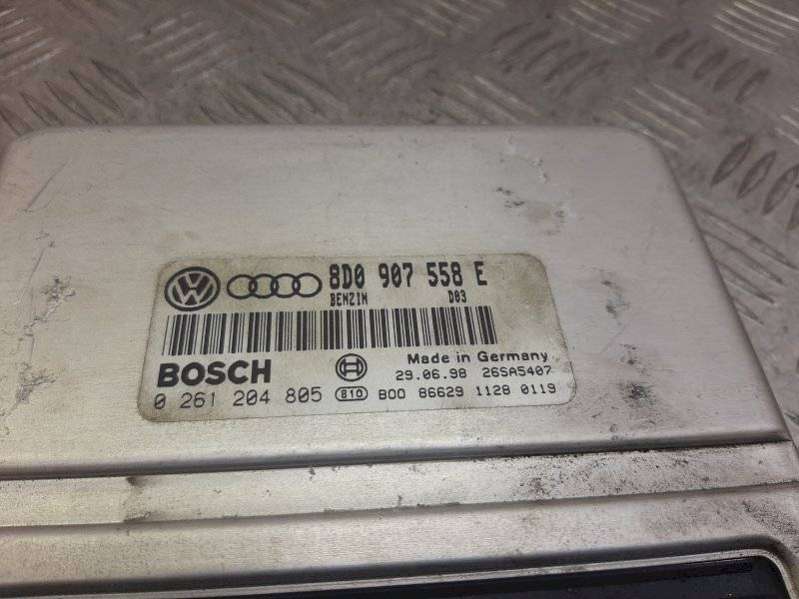 8D0 907 558 E
BENZIN D03
BOSCH
Made in Germany
29.06.98 26SA5407
0 261 204 805 810 B00 86629 1128 0119